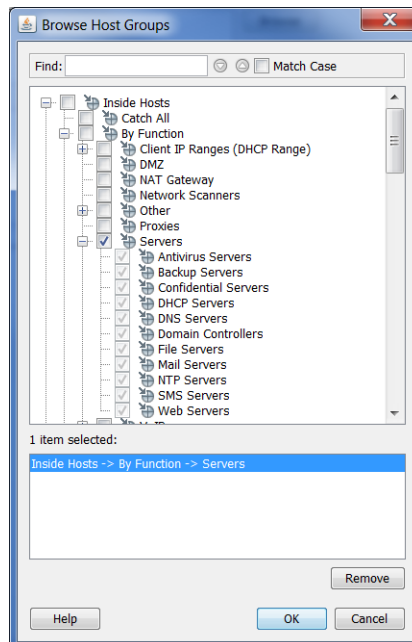 Browse Host Groups
Find:
Match Case
Inside Hosts
Catch All
By Function
Client IP Ranges (DHCP Range)
DMZ
NAT Gateway
Network Scanners
Other
Proxies
Servers
Antivirus Servers
Backup Servers
Confidential Servers
DHCP Servers
DNS Servers
Domain Controllers
File Servers
Mail Servers
NTP Servers
SMS Servers
Web Servers
1 item selected:
Inside Hosts -> By Function -> Servers
Remove
Help
OK
Cancel